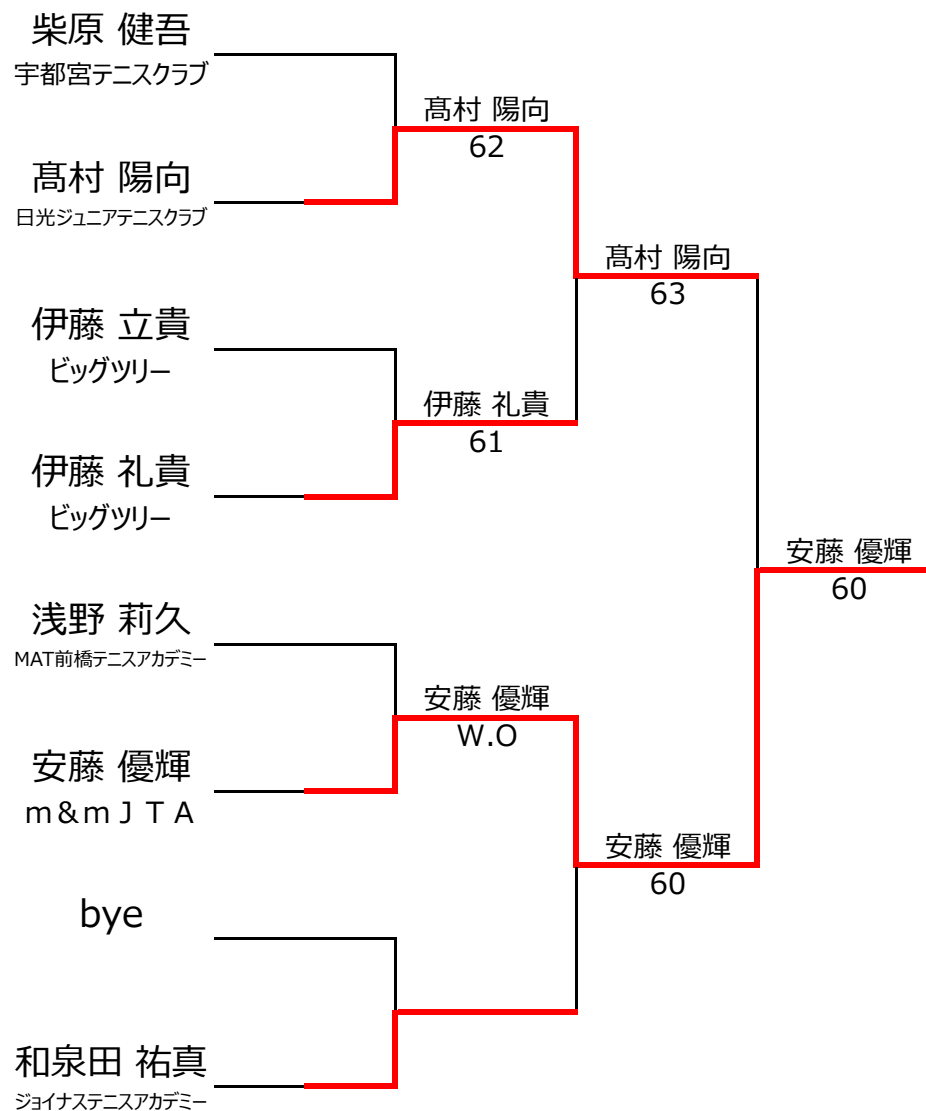 柴原 健吾
宇都宮テニスクラブ
髙村 陽向
62
髙村 陽向
日光ジュニアテニスクラブ
髙村 陽向
63
伊藤 立貴
ビッグツリー
伊藤 礼貴
61
伊藤 礼貴
ビッグツリー
安藤 優輝
60
浅野 莉久
MAT前橋テニスアカデミー
安藤 優輝
W.O
安藤 優輝
m&mJTA
安藤 優輝
60
bye
和泉田 祐真
ジョイナステニスアカデミー